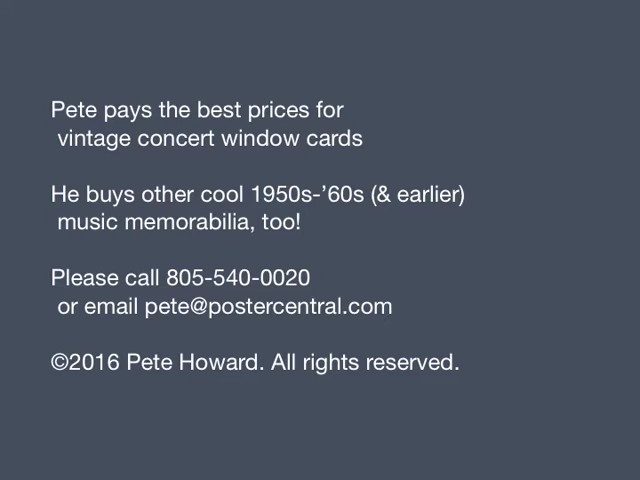 Pete pays the best prices for
vintage concert window cards
He buys other cool 1950s-’60s (& earlier)
music memorabilia, too!
Please call 805-540-0020
or email pete@postercentral.com
©2016 Pete Howard. All rights reserved.